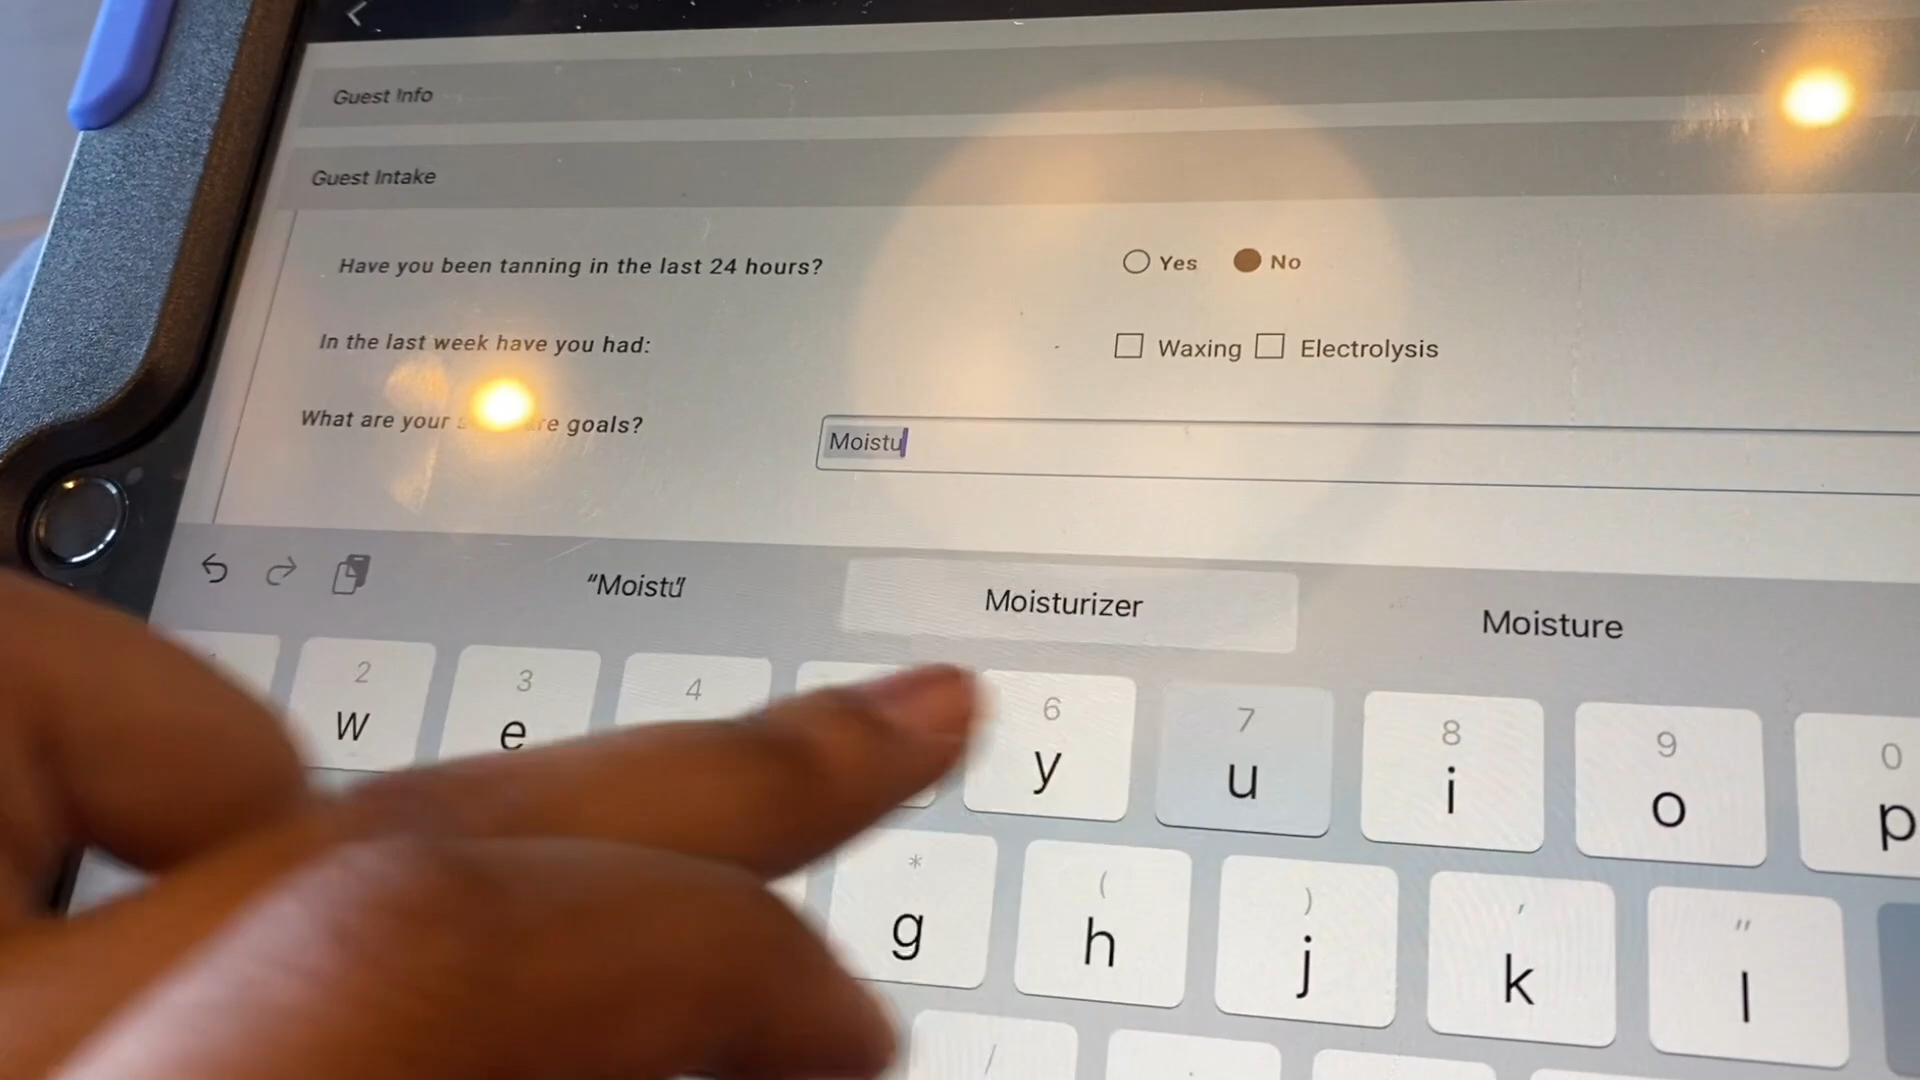 Guest Info
Guest Intake
Have you been tanning in the last 24 hours? Yes No
In the last week have you had: Waxing Electrolysis
What are your goals? Moistu
“Moistu” Moisturizer Moisture
2 3 4 6 7 8 9 0
w e y u i o p
* ( ) ' "
g h j k l
/